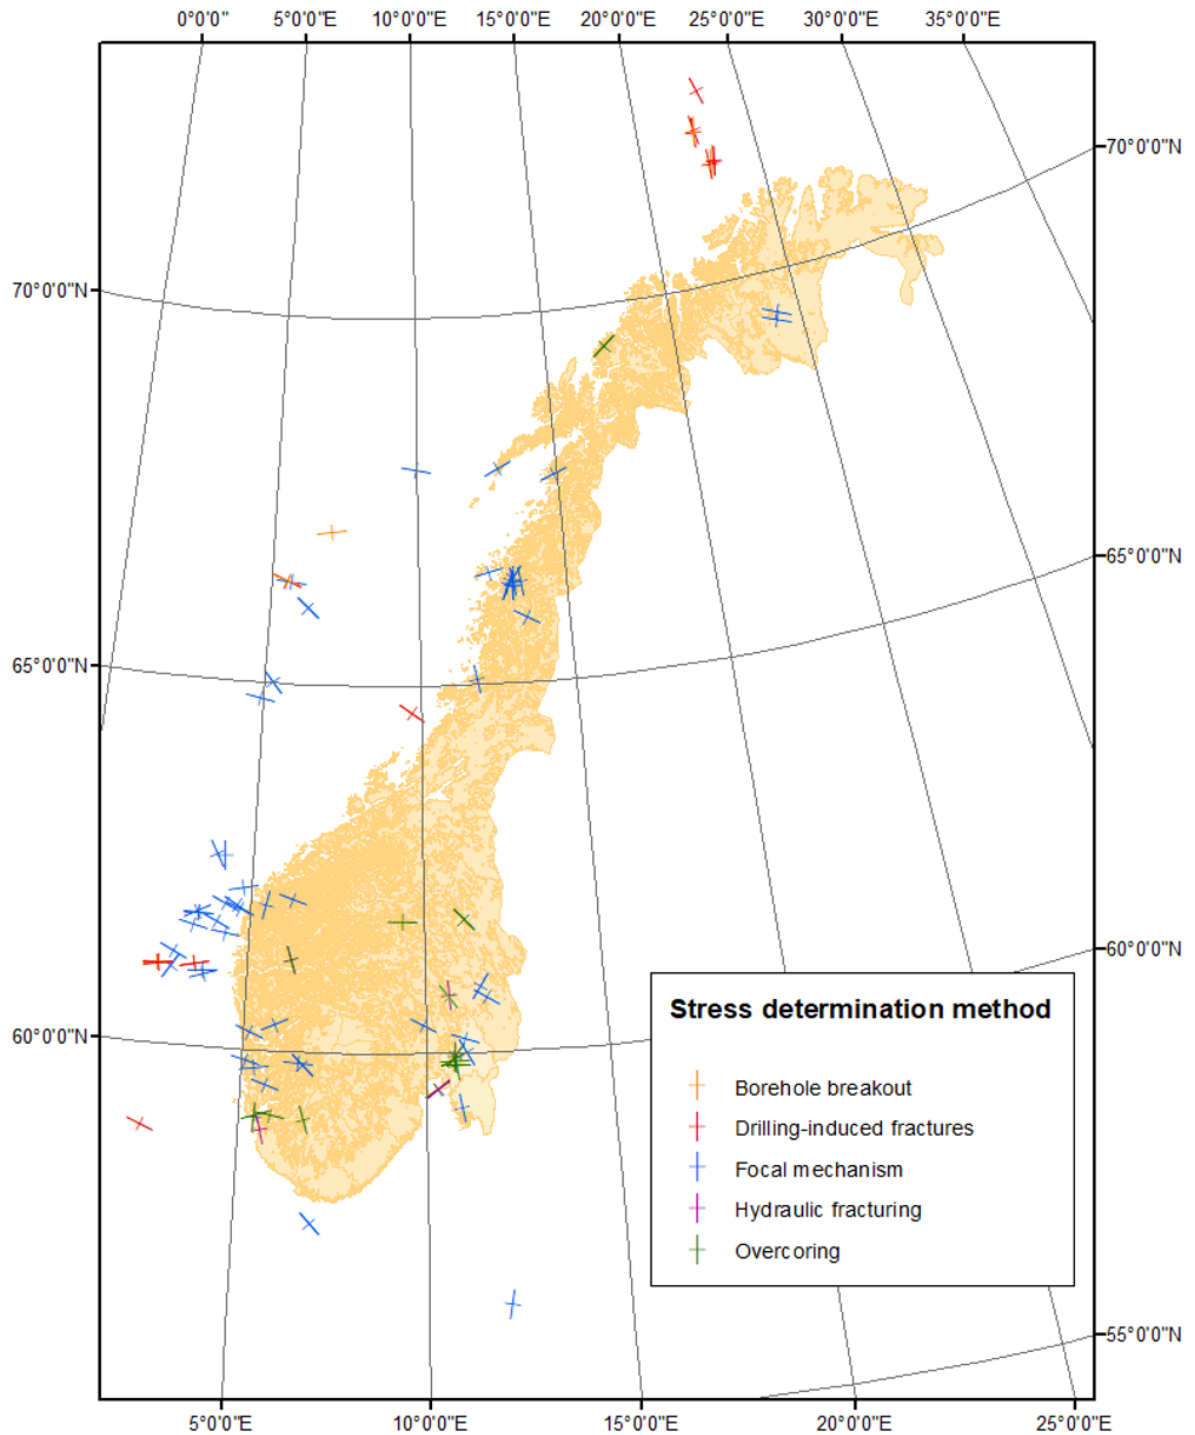 0°0'0" 5°0'0"E 10°0'0"E 15°0'0"E 20°0'0"E 25°0'0"E 30°0'0"E 35°0'0"E
70°0'0"N
70°0'0"N
65°0'0"N
65°0'0"N
60°0'0"N
60°0'0"N
Stress determination method
Borehole breakout
Drilling-induced fractures
Focal mechanism
Hydraulic fracturing
Overcoring
55°0'0"N
5°0'0"E 10°0'0"E 15°0'0"E 20°0'0"E 25°0'0"E